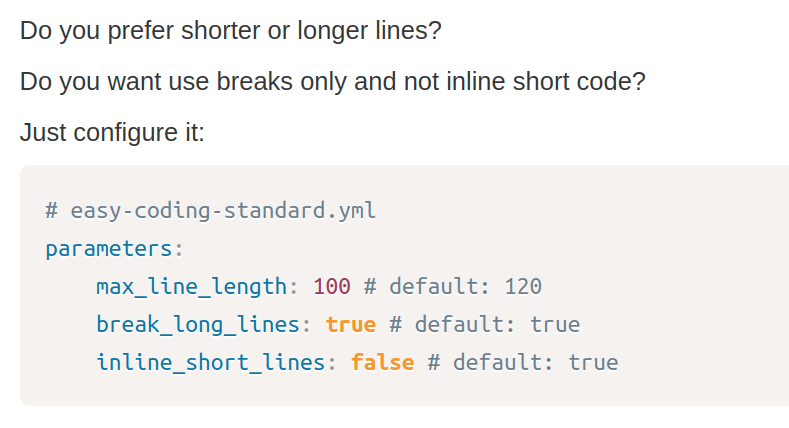 Do you prefer shorter or longer lines?
Do you want use breaks only and not inline short code?
Just configure it:
# easy-coding-standard.yml
parameters:
    max_line_length: 100 # default: 120
    break_long_lines: true # default: true
    inline_short_lines: false # default: true